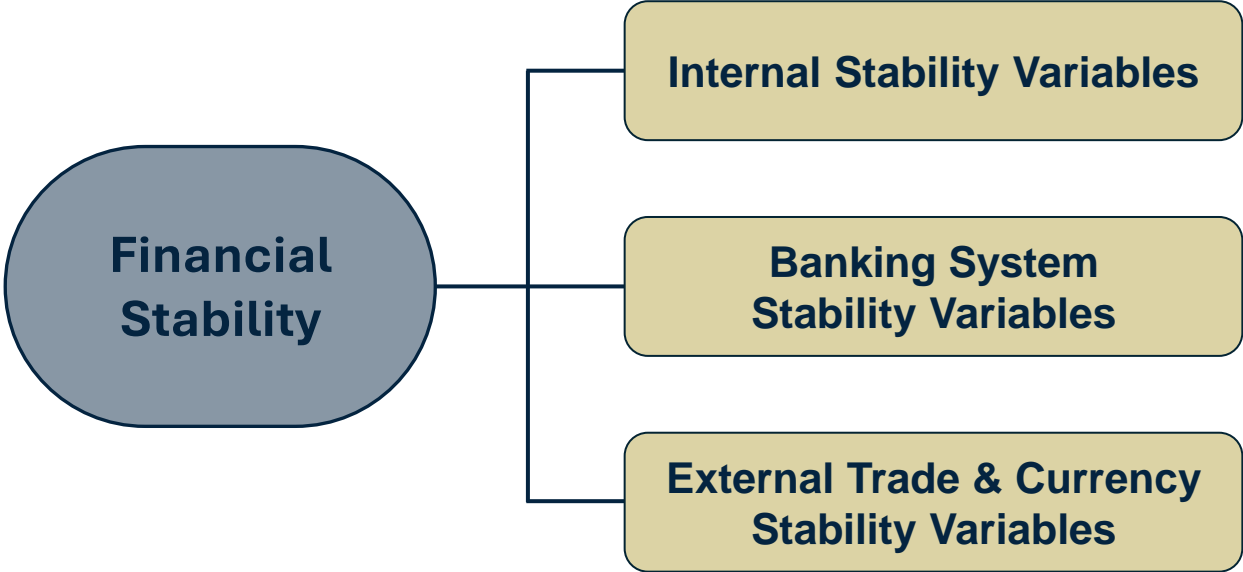 Financial
Stability
Internal Stability Variables
Banking System
Stability Variables
External Trade & Currency
Stability Variables